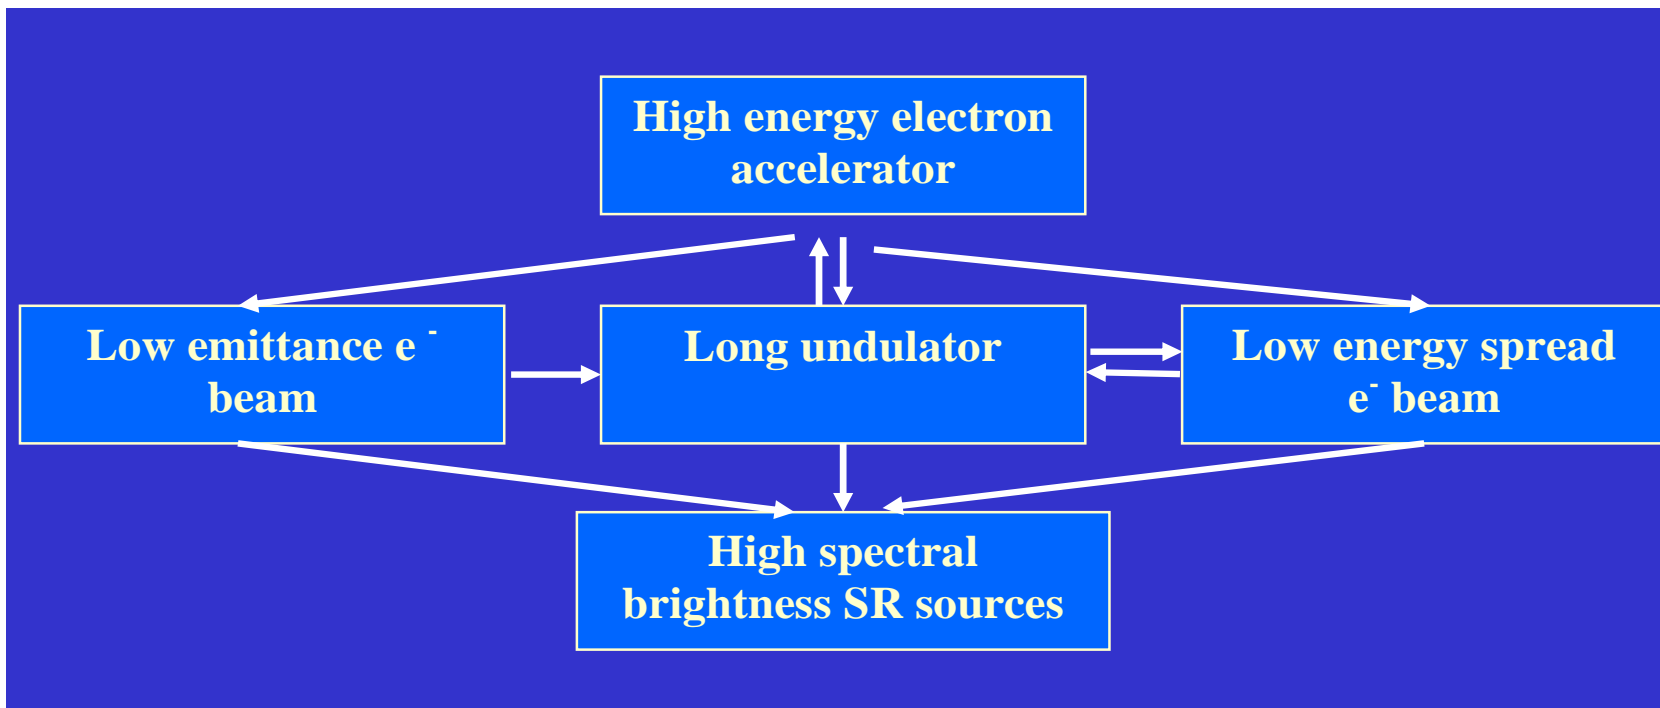 High energy electron
accelerator
Low emittance e -
beam
Long undulator
Low energy spread
e- beam
High spectral
brightness SR sources